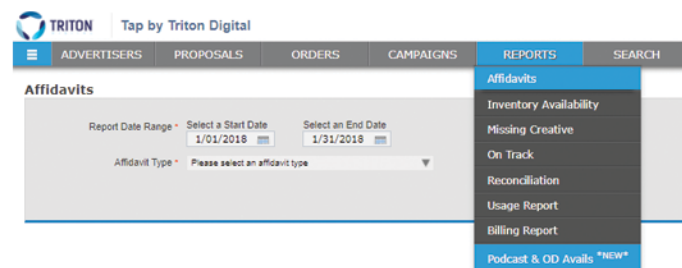 TRITON Tap by Triton Digital
ADVERTISERS PROPOSALS ORDERS CAMPAIGNS REPORTS SEARCH
Affidavits
Report Date Range * Select a Start Date Select an End Date
1/01/2018 1/31/2018
Affidavit Type * Please select an affidavit type
Affidavits
Inventory Availability
Missing Creative
On Track
Reconciliation
Usage Report
Billing Report
Podcast & OD Avails *NEW*